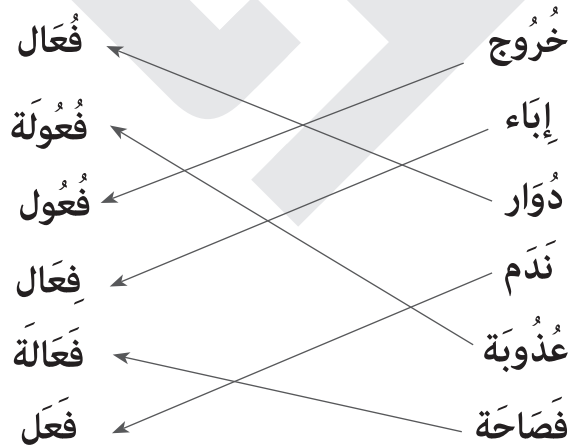 خُرُوج فُعَال
إِبَاء فُعُولَة
دُوَار فُعُول
نَدَم فِعَال
عُذُوبَة فَعَالَة
فَصَاحَة فَعَل